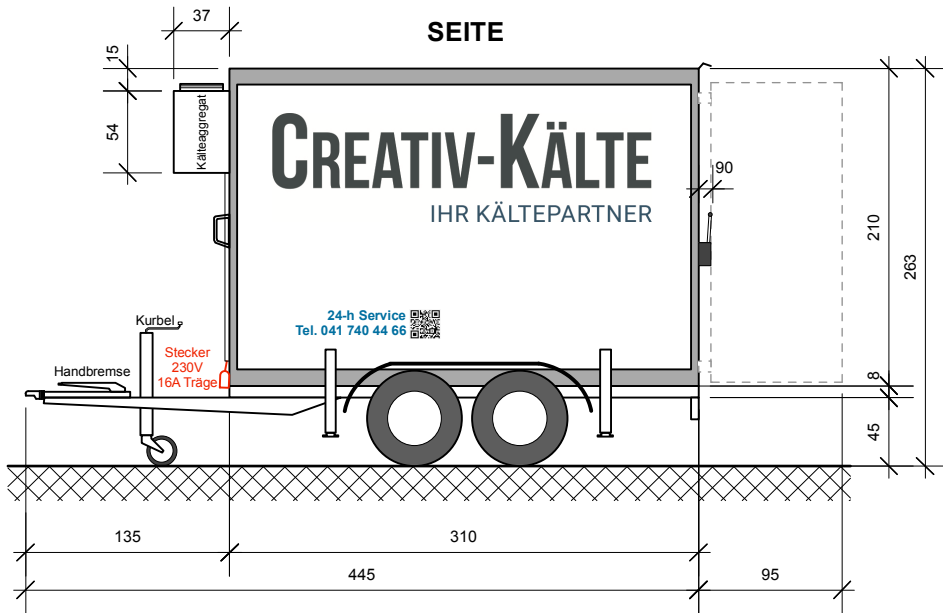 SEITE
37
15
54
Kälteaggregat
CREATIV-KÄLTE
IHR KÄLTEPARTNER
90
210
263
24-h Service
Tel. 041 740 44 66
Kurbel
Handbremse
Stecker
230V
16A Träge
8
45
135
310
445
95